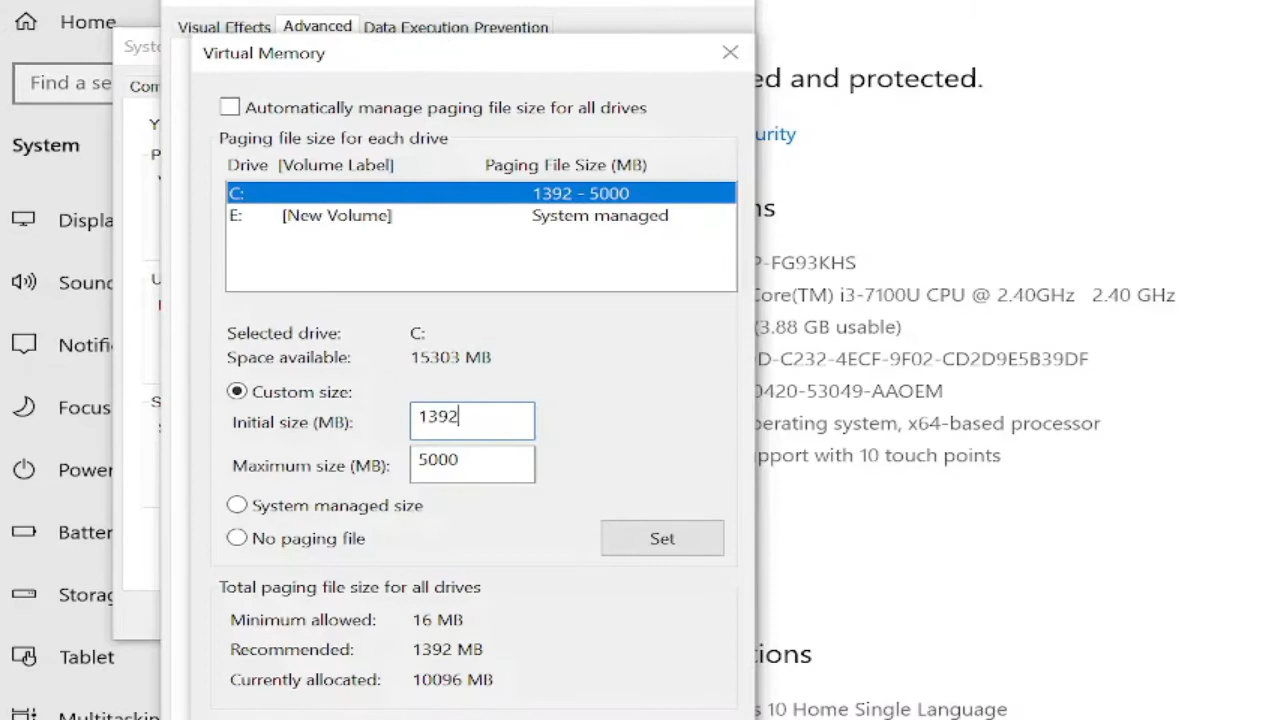 Home
Find a se
System
Displa
Sound
Notifi
Focus
Power
Batter
Storag
Tablet
Multitaskin
Syste
Com
Visual Effects Advanced Data Execution Prevention
Virtual Memory
Automatically manage paging file size for all drives
Paging file size for each drive
Drive [Volume Label] Paging File Size (MB)
C: 1392 - 5000
E: [New Volume] System managed
Selected drive: C:
Space available: 15303 MB
Custom size:
Initial size (MB): 1392
Maximum size (MB): 5000
System managed size
No paging file
Set
Total paging file size for all drives
Minimum allowed: 16 MB
Recommended: 1392 MB
Currently allocated: 10096 MB
ed and protected.
urity
ns
P-FG93KHS
Core(TM) i3-7100U CPU @ 2.40GHz 2.40 GHz
(3.88 GB usable)
D-C232-4ECF-9F02-CD2D9E5B39DF
0420-53049-AAOEM
perating system, x64-based processor
pport with 10 touch points
tions
s 10 Home Single Language